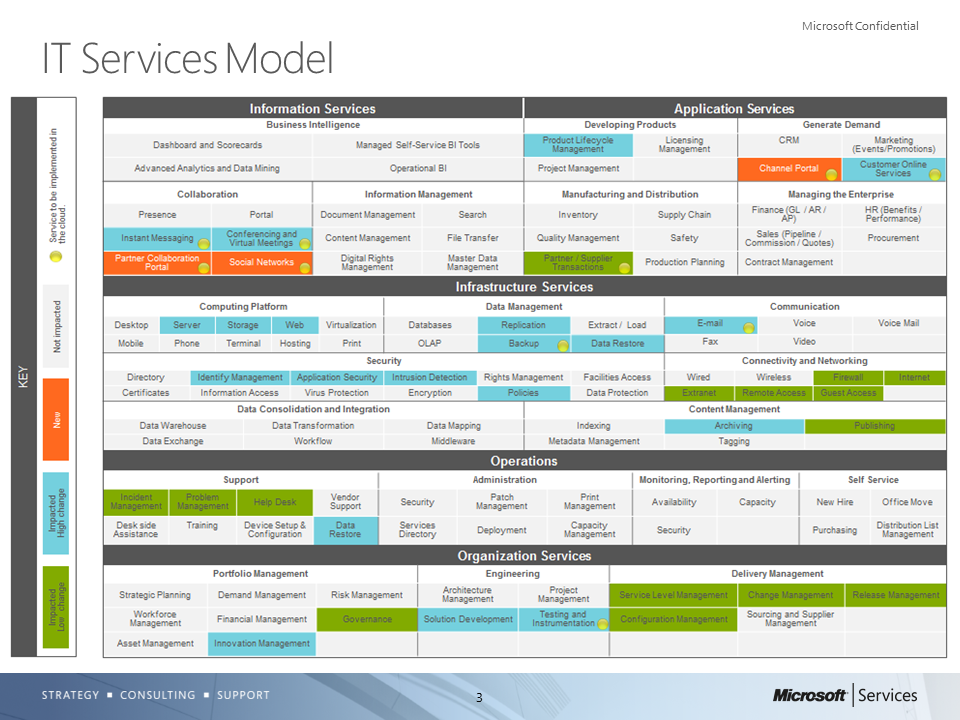 Microsoft Confidential
IT Services Model
KEY
Service to be implemented in
the cloud.
Not impacted
New
Impacted
High change
Impacted
Low change
Information Services
Application Services
Business Intelligence
Developing Products
Generate Demand
Dashboard and Scorecards
Managed Self-Service BI Tools
Product Lifecycle
Management
Licensing
Management
CRM
Marketing
(Events/Promotions)
Advanced Analytics and Data Mining
Operational BI
Project Management
Channel Portal
Customer Online
Services
Collaboration
Information Management
Manufacturing and Distribution
Managing the Enterprise
Presence
Portal
Document Management
Search
Inventory
Supply Chain
Finance (GL / AR /
AP)
HR (Benefits /
Performance)
Instant Messaging
Conferencing and
Virtual Meetings
Content Management
File Transfer
Quality Management
Safety
Sales (Pipeline /
Commission / Quotes)
Procurement
Partner Collaboration
Portal
Social Networks
Digital Rights
Management
Master Data
Management
Partner / Supplier
Transactions
Production Planning
Contract Management
Infrastructure Services
Computing Platform
Data Management
Communication
Desktop
Server
Storage
Web
Virtualization
Databases
Replication
Extract / Load
E-mail
Voice
Voice Mail
Mobile
Phone
Terminal
Hosting
Print
OLAP
Backup
Data Restore
Fax
Video
Security
Connectivity and Networking
Directory
Identify Management
Application Security
Intrusion Detection
Rights Management
Facilities Access
Wired
Wireless
Firewall
Internet
Certificates
Information Access
Virus Protection
Encryption
Policies
Data Protection
Extranet
Remote Access
Guest Access
Data Consolidation and Integration
Content Management
Data Warehouse
Data Transformation
Data Mapping
Indexing
Archiving
Publishing
Data Exchange
Workflow
Middleware
Metadata Management
Tagging
Operations
Support
Administration
Monitoring, Reporting and Alerting
Self Service
Incident
Management
Problem
Management
Help Desk
Vendor
Support
Security
Patch
Management
Print
Management
Availability
Capacity
New Hire
Office Move
Desk side
Assistance
Training
Device Setup &
Configuration
Data
Restore
Services
Directory
Deployment
Capacity
Management
Security
Purchasing
Distribution List
Management
Organization Services
Portfolio Management
Engineering
Delivery Management
Strategic Planning
Demand Management
Risk Management
Architecture
Management
Project
Management
Service Level Management
Change Management
Release Management
Workforce
Management
Financial Management
Governance
Solution Development
Testing and
Instrumentation
Configuration Management
Sourcing and Supplier
Management
Asset Management
Innovation Management
STRATEGY ▪ CONSULTING ▪ SUPPORT
3
Microsoft Services